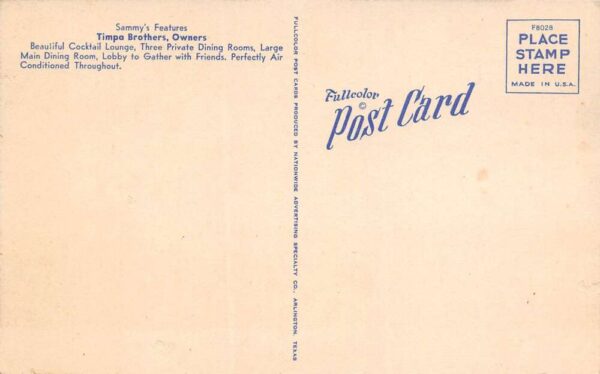 Sammy's Features
Timpa Brothers, Owners
Beautiful Cocktail Lounge, Three Private Dining Rooms, Large
Main Dining Room, Lobby to Gather with Friends. Perfectly Air
Conditioned Throughout.
FULLCOLOR POST CARDS PRODUCED BY NATIONWIDE ADVERTISING SPECIALTY CO., ARLINGTON, TEXAS
Fullcolor
©
Post Card
F8028
PLACE
STAMP
HERE
MADE IN U.S.A.